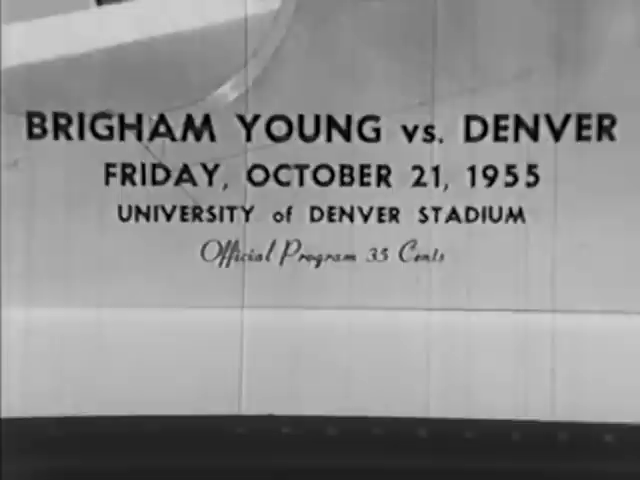 BRIGHAM YOUNG vs. DENVER
FRIDAY, OCTOBER 21, 1955
UNIVERSITY of DENVER STADIUM
Official Program 35 Cents